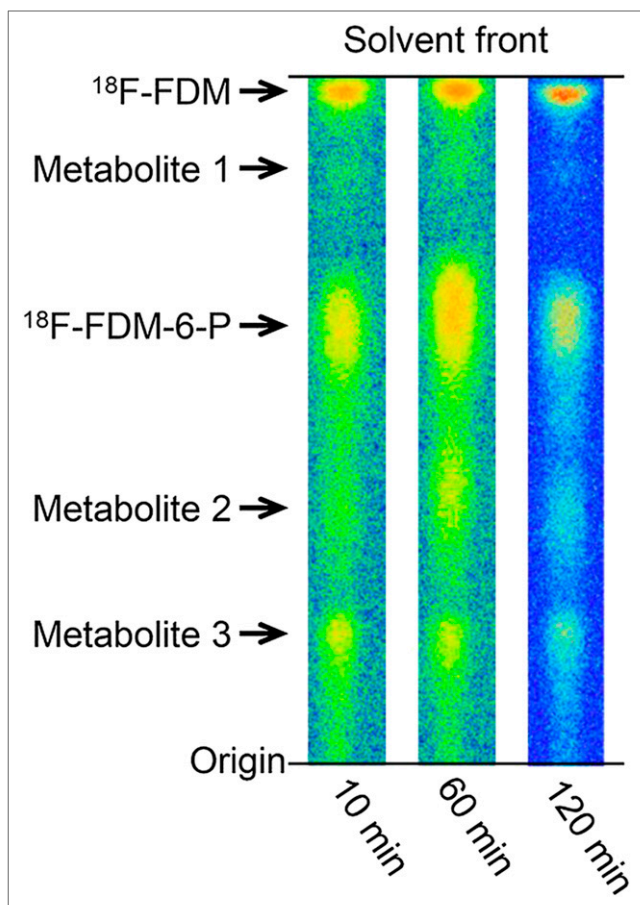 Solvent front
¹⁸F-FDM
Metabolite 1
¹⁸F-FDM-6-P
Metabolite 2
Metabolite 3
Origin
10 min
60 min
120 min